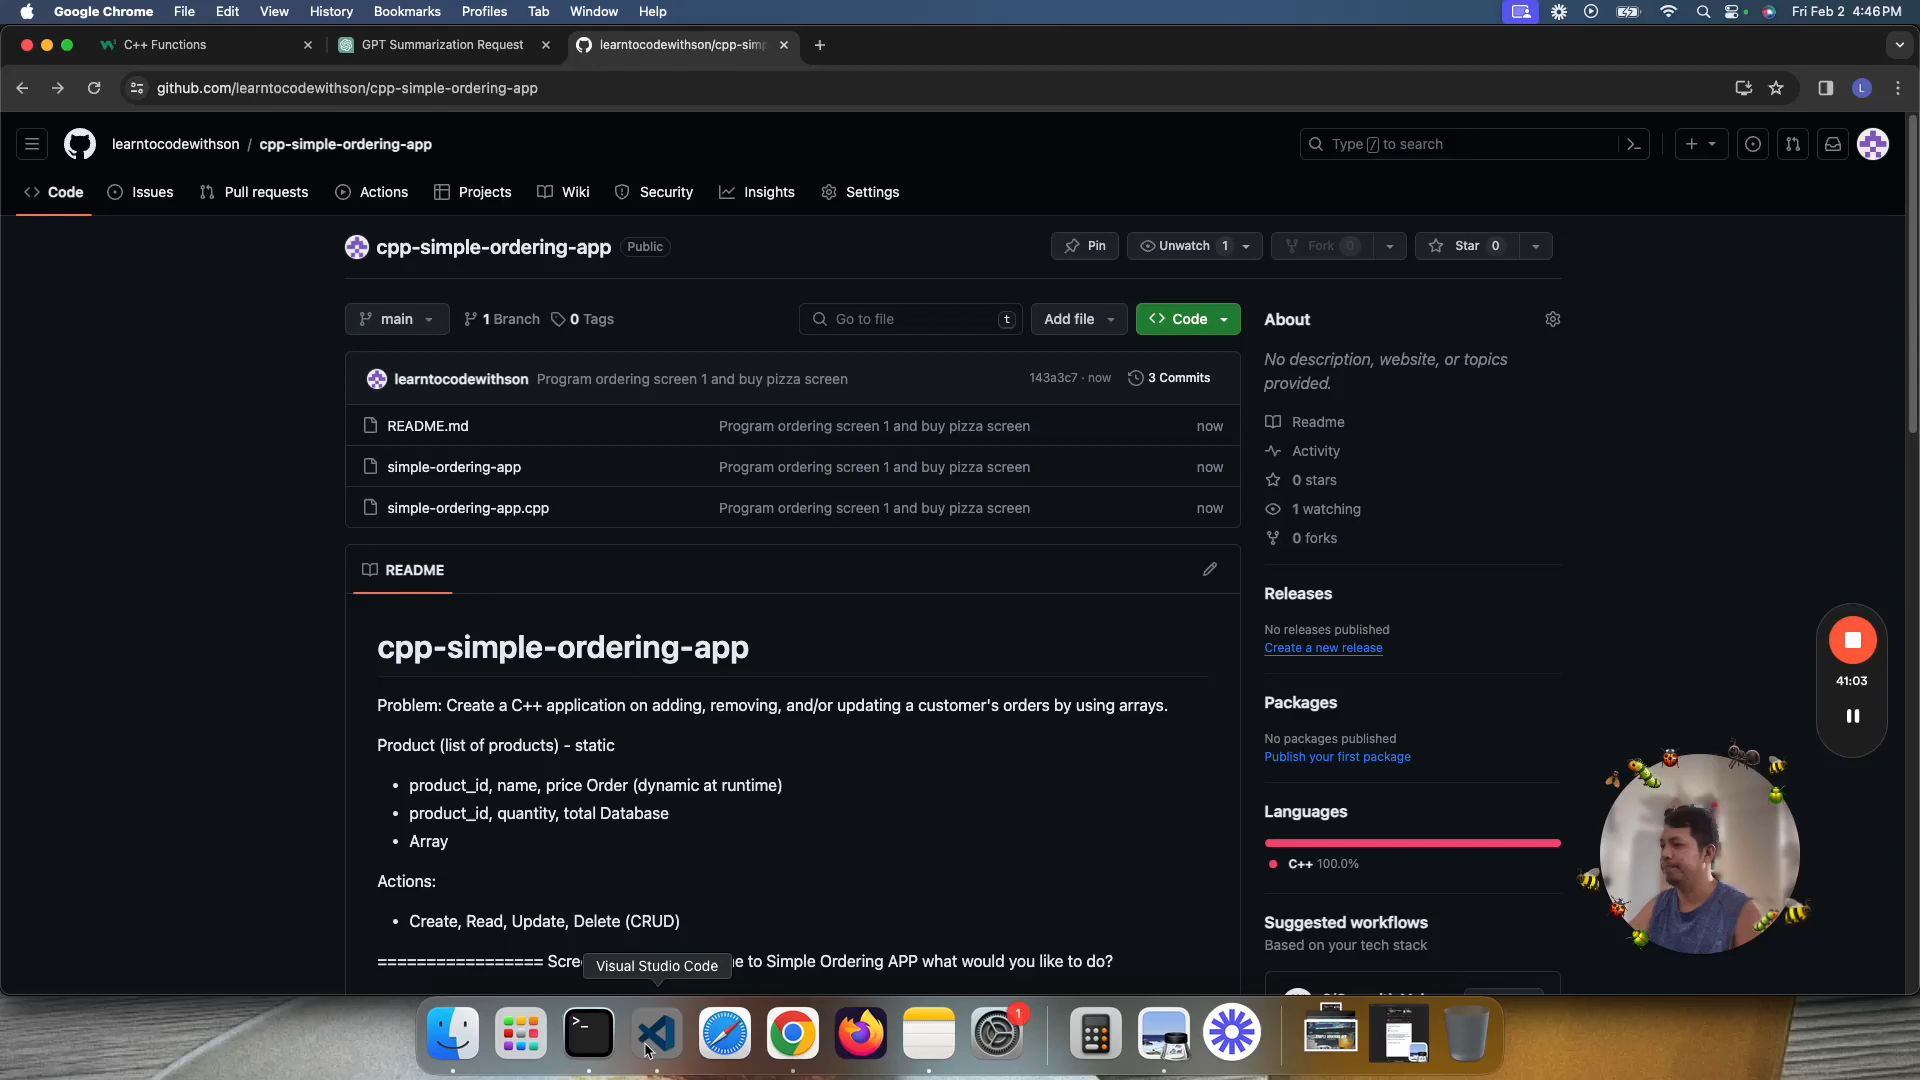 Google Chrome File Edit View History Bookmarks Profiles Tab Window Help
Fri Feb 2 4:46 PM
C++ Functions
GPT Summarization Request
learntocodewithson/cpp-sim
github.com/learntocodewithson/cpp-simple-ordering-app
L
learntocodewithson / cpp-simple-ordering-app
Type / to search
Code
Issues
Pull requests
Actions
Projects
Wiki
Security
Insights
Settings
cpp-simple-ordering-app Public
Pin
Unwatch 1
Fork 0
Star 0
main
1 Branch
0 Tags
Go to file t
Add file
Code
learntocodewithson Program ordering screen 1 and buy pizza screen
143a3c7 · now
3 Commits
README.md Program ordering screen 1 and buy pizza screen now
simple-ordering-app Program ordering screen 1 and buy pizza screen now
simple-ordering-app.cpp Program ordering screen 1 and buy pizza screen now
README
cpp-simple-ordering-app
Problem: Create a C++ application on adding, removing, and/or updating a customer's orders by using arrays.
Product (list of products) - static
• product_id, name, price Order (dynamic at runtime)
• product_id, quantity, total Database
• Array
Actions:
• Create, Read, Update, Delete (CRUD)
================= Scre
e to Simple Ordering APP what would you like to do?
Visual Studio Code
About
No description, website, or topics
provided.
Readme
Activity
0 stars
1 watching
0 forks
Releases
No releases published
Create a new release
Packages
No packages published
Publish your first package
Languages
C++ 100.0%
Suggested workflows
Based on your tech stack
41:03
>_
1